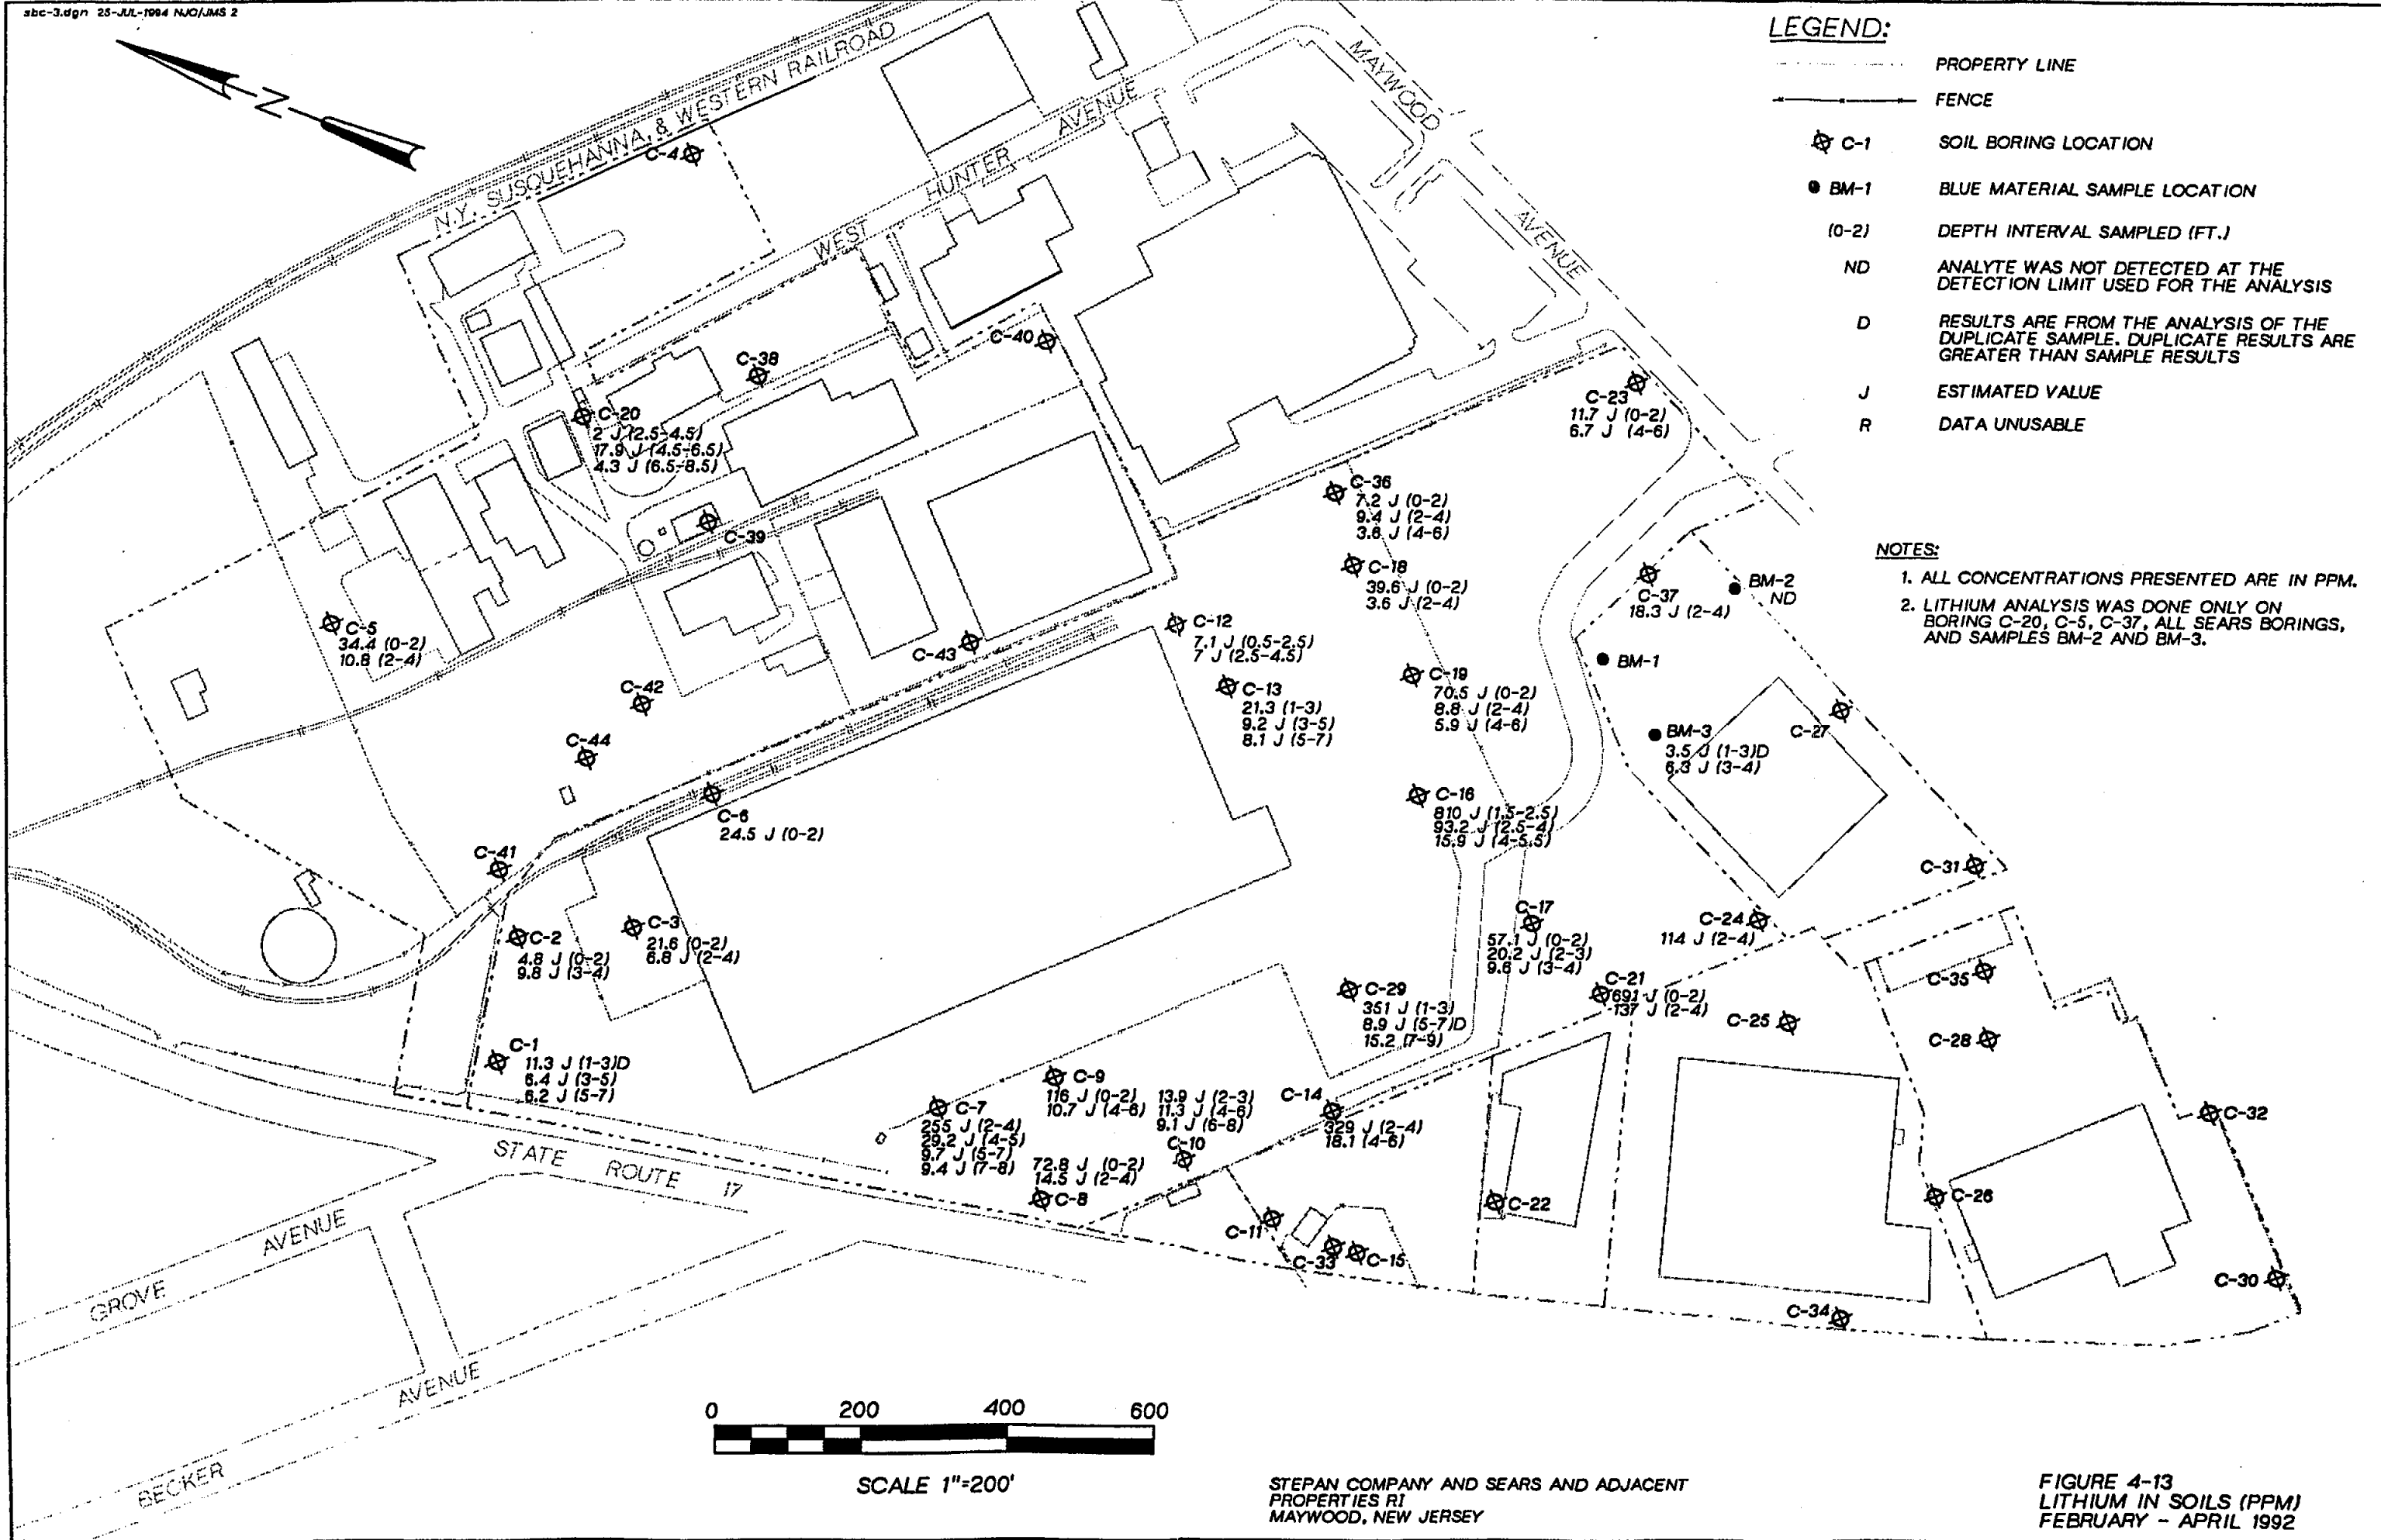 sbc-3.dgn 25-JUL-1994 NJO/JMS 2
N
N.Y. SUSQUEHANNA, & WESTERN RAILROAD
WEST HUNTER AVENUE
MAYWOOD AVENUE
LEGEND:
PROPERTY LINE
FENCE
C-1 SOIL BORING LOCATION
BM-1 BLUE MATERIAL SAMPLE LOCATION
(0-2) DEPTH INTERVAL SAMPLED (FT.)
ND ANALYTE WAS NOT DETECTED AT THE
DETECTION LIMIT USED FOR THE ANALYSIS
D RESULTS ARE FROM THE ANALYSIS OF THE
DUPLICATE SAMPLE. DUPLICATE RESULTS ARE
GREATER THAN SAMPLE RESULTS
J ESTIMATED VALUE
R DATA UNUSABLE
NOTES:
1. ALL CONCENTRATIONS PRESENTED ARE IN PPM.
2. LITHIUM ANALYSIS WAS DONE ONLY ON
BORING C-20, C-5, C-37, ALL SEARS BORINGS,
AND SAMPLES BM-2 AND BM-3.
C-4
C-40
C-38
C-20
2 J (2.5-4.5)
17.9 J (4.5-6.5)
4.3 J (6.5-8.5)
C-23
11.7 J (0-2)
6.7 J (4-6)
C-36
7.2 J (0-2)
9.4 J (2-4)
3.6 J (4-6)
C-39
C-18
39.6 J (0-2)
3.6 J (2-4)
C-37
18.3 J (2-4)
BM-2
ND
C-5
34.4 (0-2)
10.8 (2-4)
C-43
C-12
7.1 J (0.5-2.5)
7 J (2.5-4.5)
BM-1
C-13
21.3 (1-3)
9.2 J (3-5)
8.1 J (5-7)
C-19
70.5 J (0-2)
8.8 J (2-4)
5.9 J (4-6)
C-42
C-44
BM-3
3.5 J (1-3)D
6.3 J (3-4)
C-27
C-6
24.5 J (0-2)
C-16
810 J (1.5-2.5)
93.2 J (2.5-4)
15.9 J (4-5.5)
C-41
C-31
C-2
4.8 J (0-2)
9.8 J (3-4)
C-3
21.6 (0-2)
6.8 J (2-4)
C-17
57.1 J (0-2)
20.2 J (2-3)
9.6 J (3-4)
C-24
114 J (2-4)
C-21
691 J (0-2)
137 J (2-4)
C-35
C-29
351 J (1-3)
8.9 J (5-7)D
15.2 (7-9)
C-25
C-28
C-1
11.3 J (1-3)D
6.4 J (3-5)
6.2 J (5-7)
C-9
116 J (0-2)
10.7 J (4-6)
13.9 J (2-3)
11.3 J (4-6)
9.1 J (6-8)
C-10
C-14
329 J (2-4)
18.1 (4-6)
C-7
255 J (2-4)
29.2 J (4-5)
9.7 J (5-7)
9.4 J (7-8)
72.8 J (0-2)
14.5 J (2-4)
C-8
C-32
C-22
C-26
C-11
C-33
C-15
C-30
C-34
STATE ROUTE 17
GROVE AVENUE
BECKER AVENUE
0 200 400 600
SCALE 1"=200'
STEPAN COMPANY AND SEARS AND ADJACENT
PROPERTIES RI
MAYWOOD, NEW JERSEY
FIGURE 4-13
LITHIUM IN SOILS (PPM)
FEBRUARY - APRIL 1992